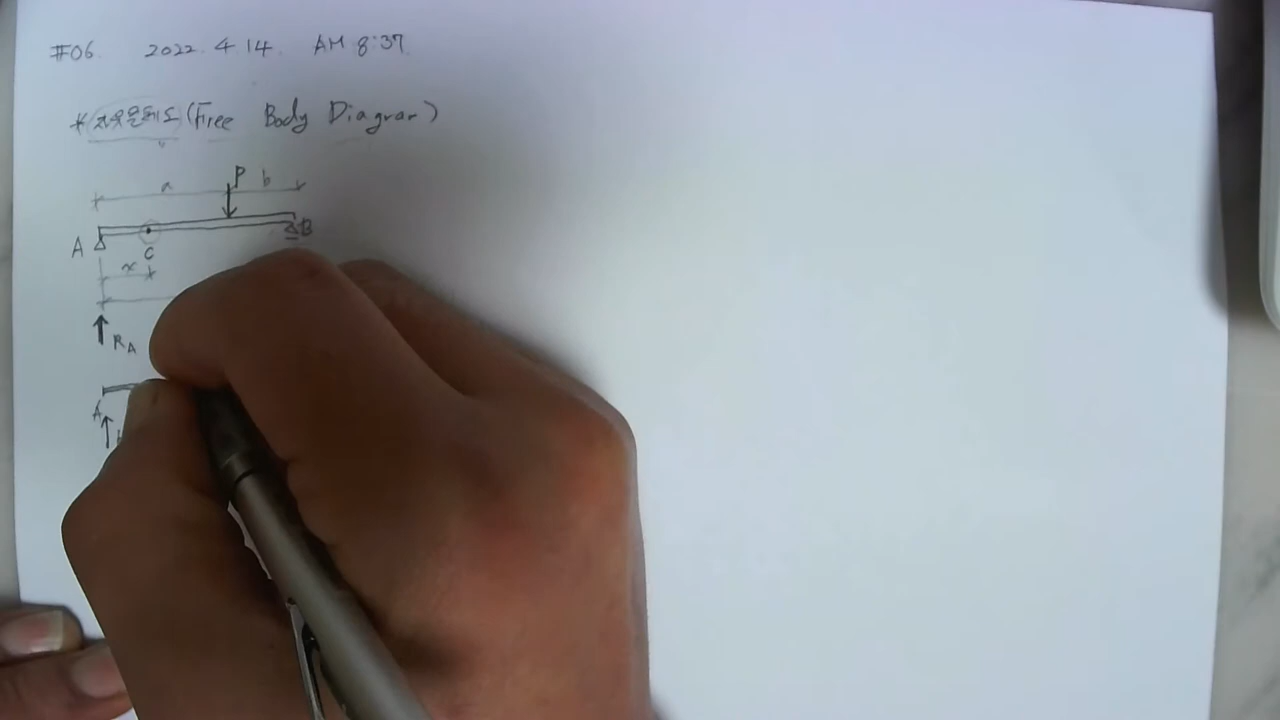 #06. 2022. 4. 14. AM 8:37
* 자유물체도 (Free Body Diagram)
P
a b
A B
C
x
R_A
A